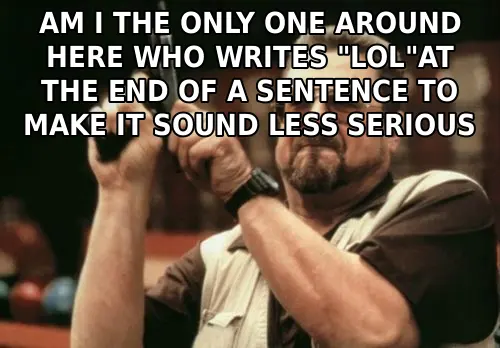 AM I THE ONLY ONE AROUND
HERE WHO WRITES "LOL"AT
THE END OF A SENTENCE TO
MAKE IT SOUND LESS SERIOUS